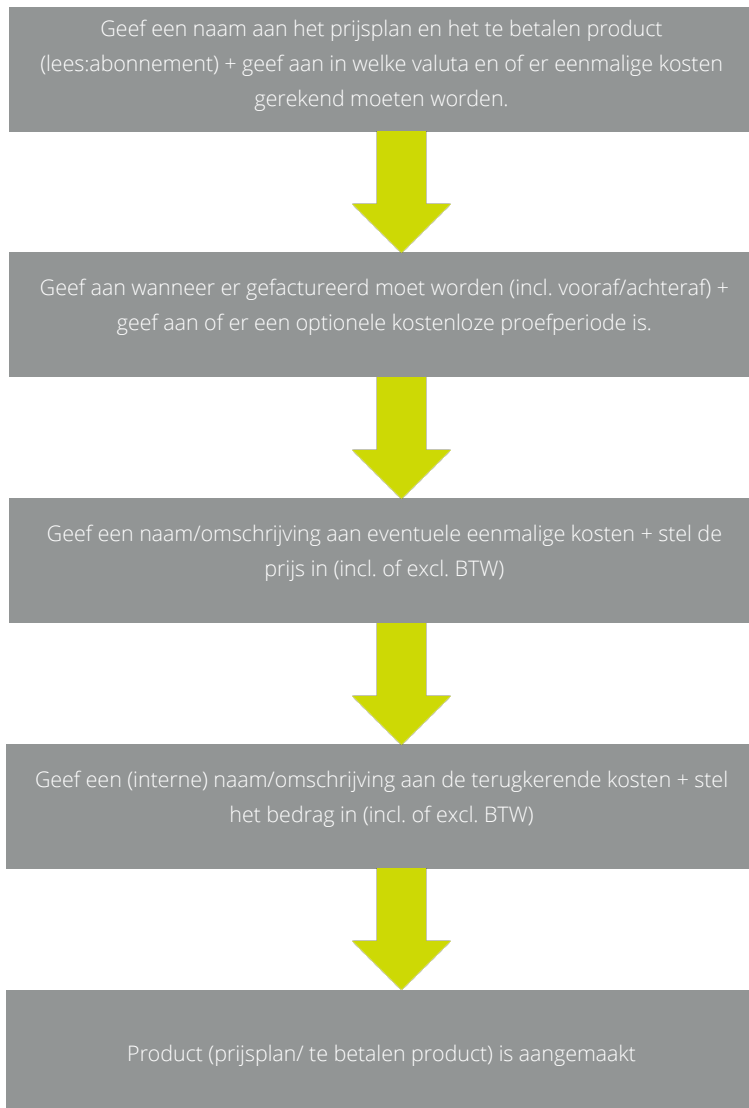 Geef een naam aan het prijsplan en het te betalen product
(lees:abonnement) + geef aan in welke valuta en of er eenmalige kosten
gerekend moeten worden.
Geef aan wanneer er gefactureerd moet worden (incl. vooraf/achteraf) +
geef aan of er een optionele kostenloze proefperiode is.
Geef een naam/omschrijving aan eventuele eenmalige kosten + stel de
prijs in (incl. of excl. BTW)
Geef een (interne) naam/omschrijving aan de terugkerende kosten + stel
het bedrag in (incl. of excl. BTW)
Product (prijsplan/ te betalen product) is aangemaakt